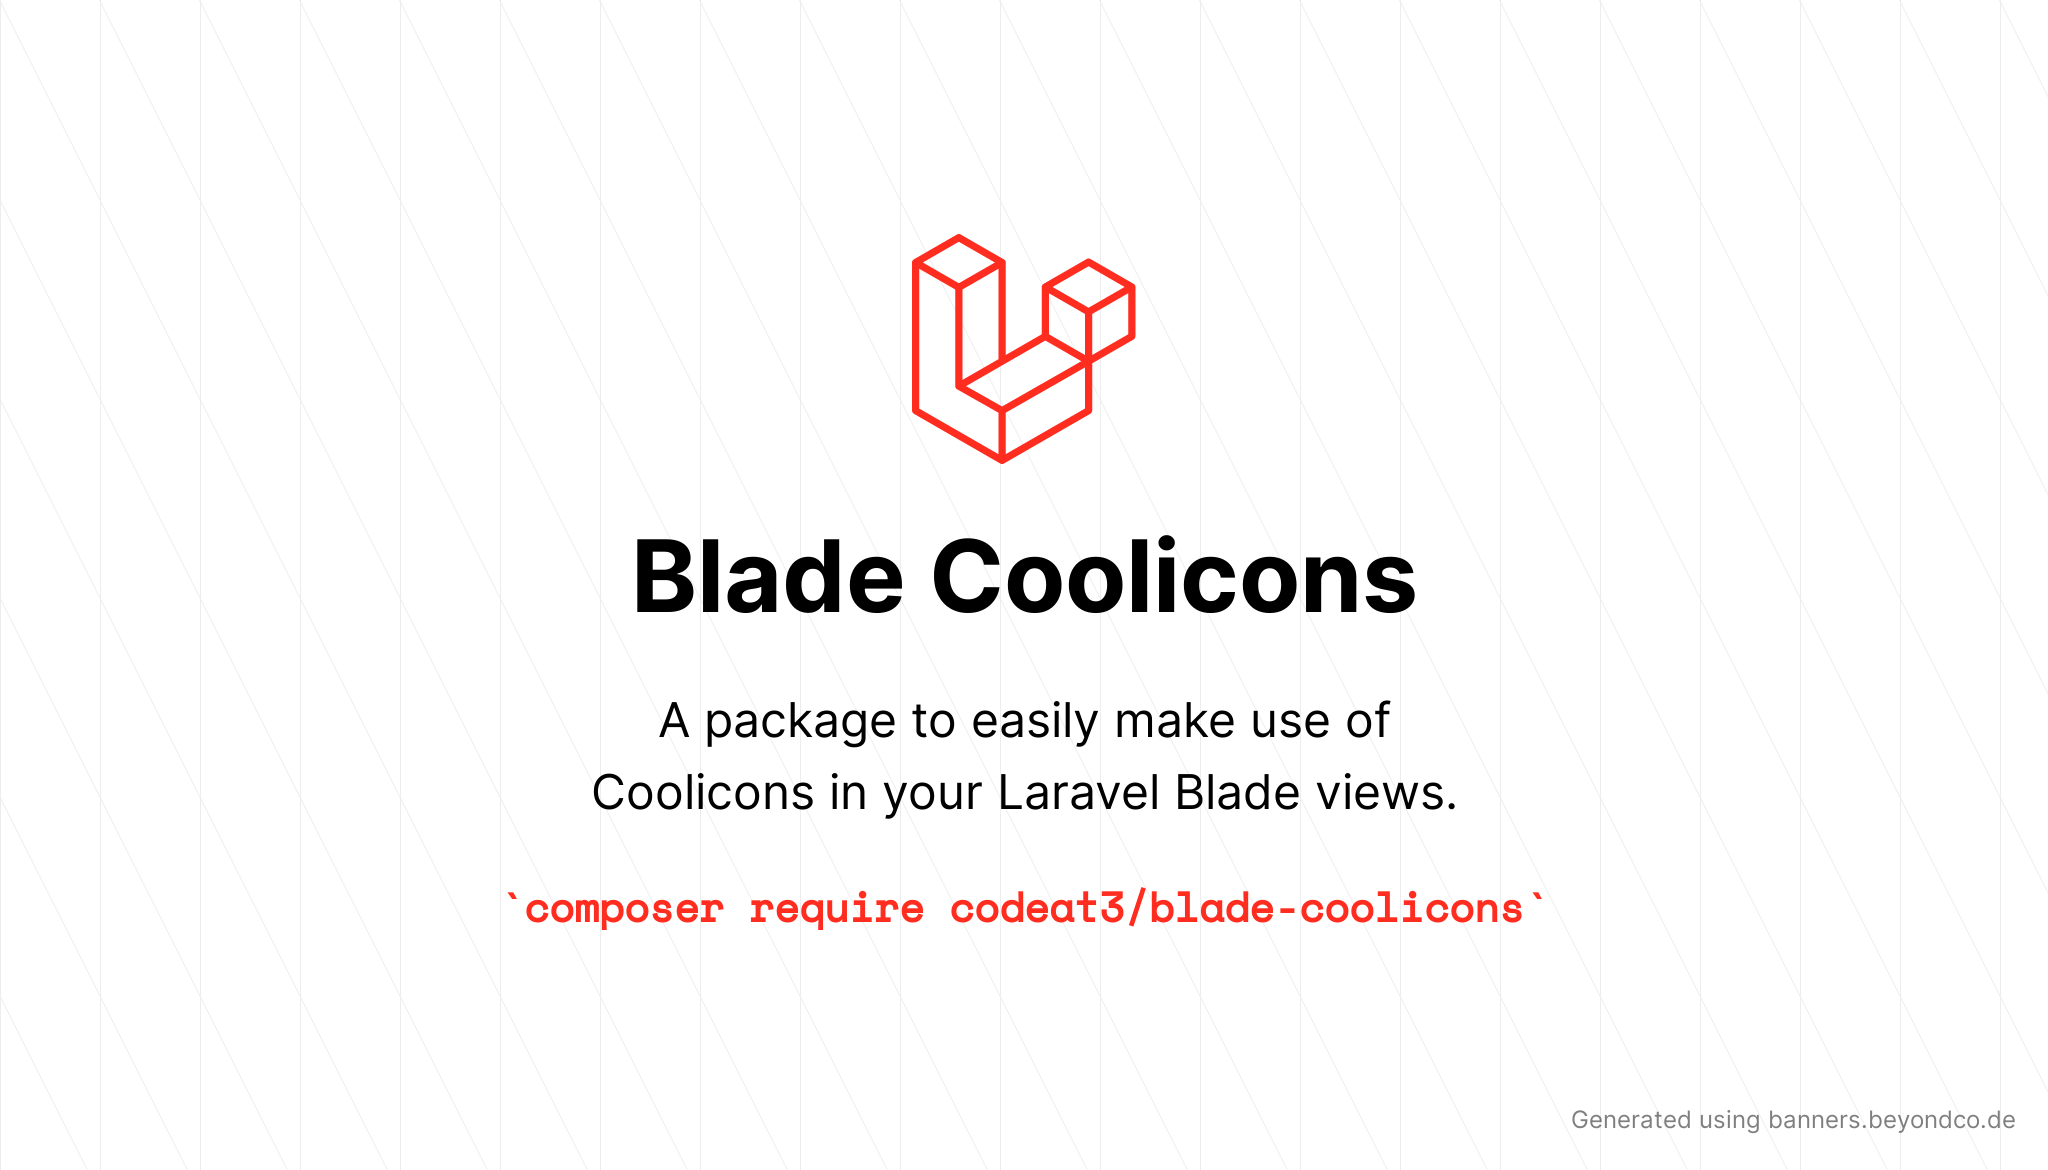 Blade Coolicons
A package to easily make use of
Coolicons in your Laravel Blade views.
`composer require codeat3/blade-coolicons`
Generated using banners.beyondco.de